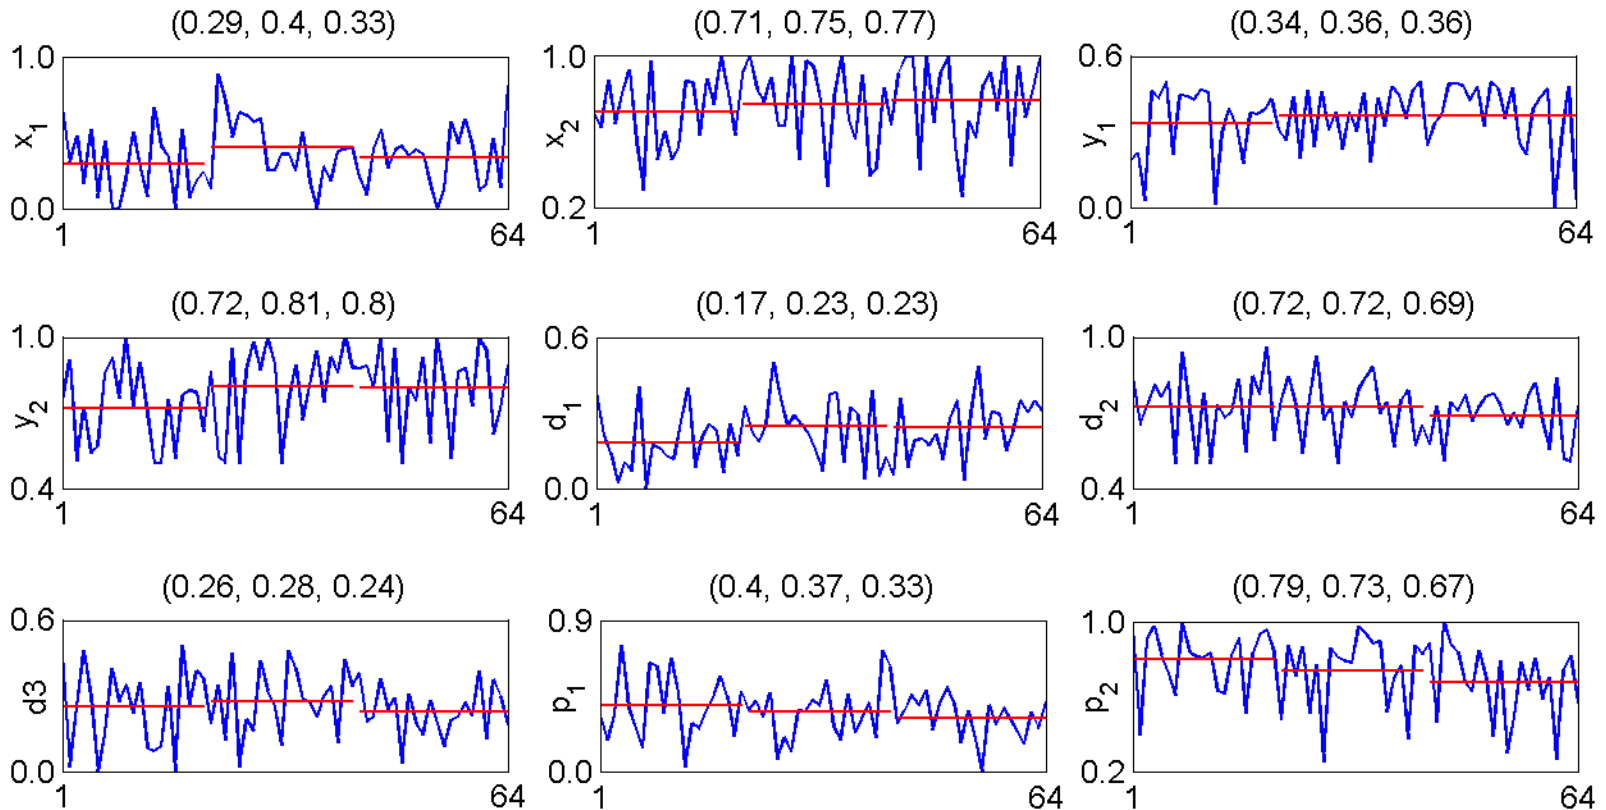 (0.29, 0.4, 0.33)
(0.71, 0.75, 0.77)
(0.34, 0.36, 0.36)
1.0
x1
0.0
1
64
1.0
x2
0.2
1
64
0.6
y1
0.0
1
64
(0.72, 0.81, 0.8)
(0.17, 0.23, 0.23)
(0.72, 0.72, 0.69)
1.0
y2
0.4
1
64
0.6
d1
0.0
1
64
1.0
d2
0.4
1
64
(0.26, 0.28, 0.24)
(0.4, 0.37, 0.33)
(0.79, 0.73, 0.67)
0.6
d3
0.0
1
64
0.9
p1
0.0
1
64
1.0
p2
0.2
1
64